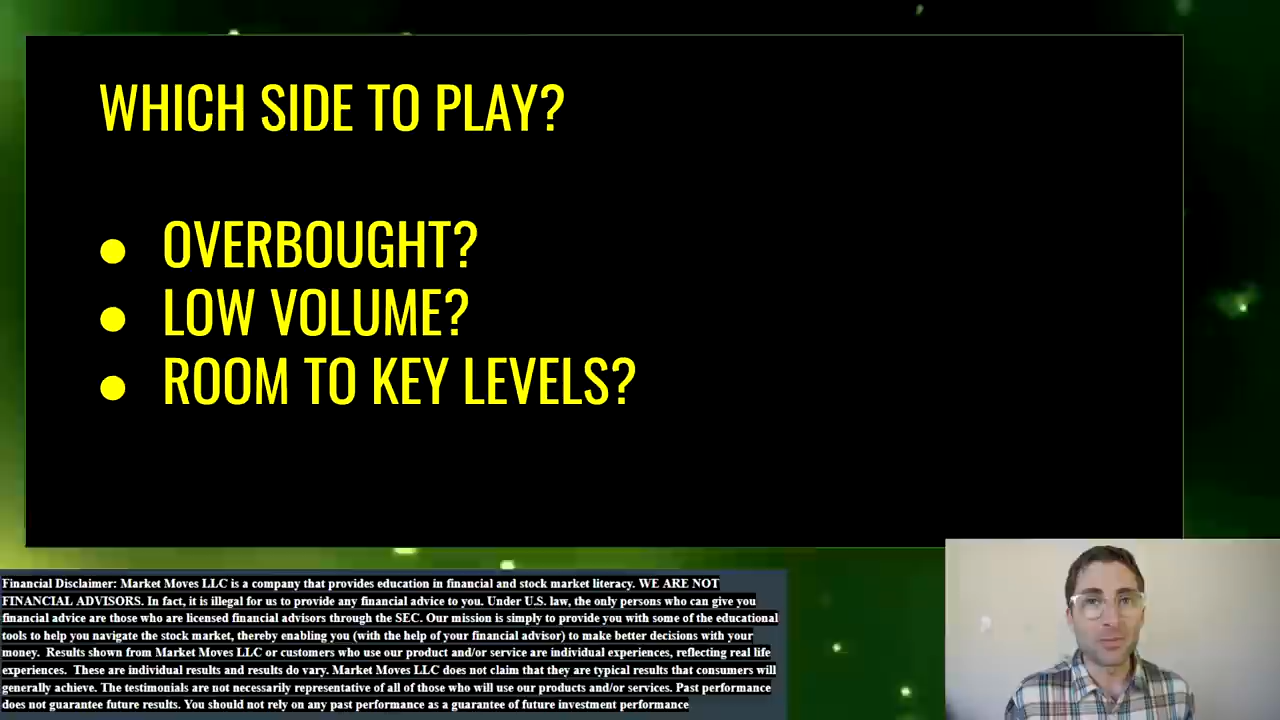 WHICH SIDE TO PLAY?
● OVERBOUGHT?
● LOW VOLUME?
● ROOM TO KEY LEVELS?
Financial Disclaimer: Market Moves LLC is a company that provides education in financial and stock market literacy. WE ARE NOT
FINANCIAL ADVISORS. In fact, it is illegal for us to provide any financial advice to you. Under U.S. law, the only persons who can give you
financial advice are those who are licensed financial advisors through the SEC. Our mission is simply to provide you with some of the educational
tools to help you navigate the stock market, thereby enabling you (with the help of your financial advisor) to make better decisions with your
money.  Results shown from Market Moves LLC or customers who use our product and/or service are individual experiences, reflecting real life
experiences.  These are individual results and results do vary. Market Moves LLC does not claim that they are typical results that consumers will
generally achieve. The testimonials are not necessarily representative of all of those who will use our products and/or services. Past performance
does not guarantee future results. You should not rely on any past performance as a guarantee of future investment performance